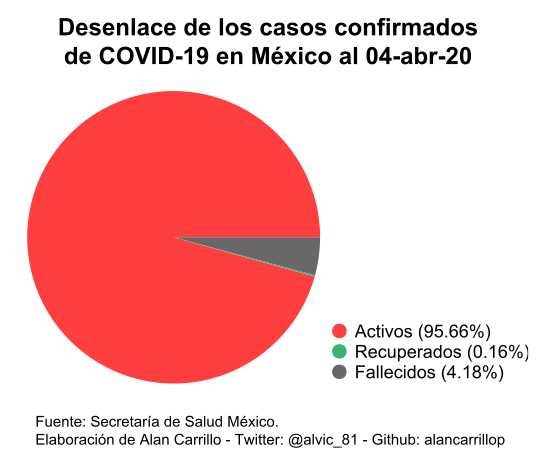 Desenlace de los casos confirmados
de COVID-19 en México al 04-abr-20
Activos (95.66%)
Recuperados (0.16%)
Fallecidos (4.18%)
Fuente: Secretaría de Salud México.
Elaboración de Alan Carrillo - Twitter: @alvic_81 - Github: alancarrillop